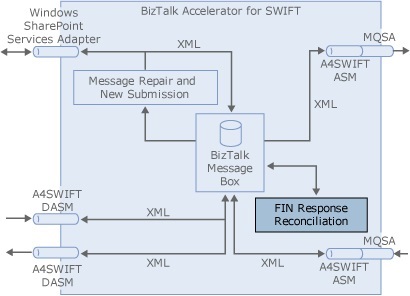 BizTalk Accelerator for SWIFT
Windows
SharePoint
Services Adapter
XML
MQSA
A4SWIFT
ASM
Message Repair and
New Submission
XML
BizTalk
Message
Box
FIN Response
Reconciliation
A4SWIFT
DASM
XML
A4SWIFT
DASM
XML
XML
MQSA
A4SWIFT
ASM